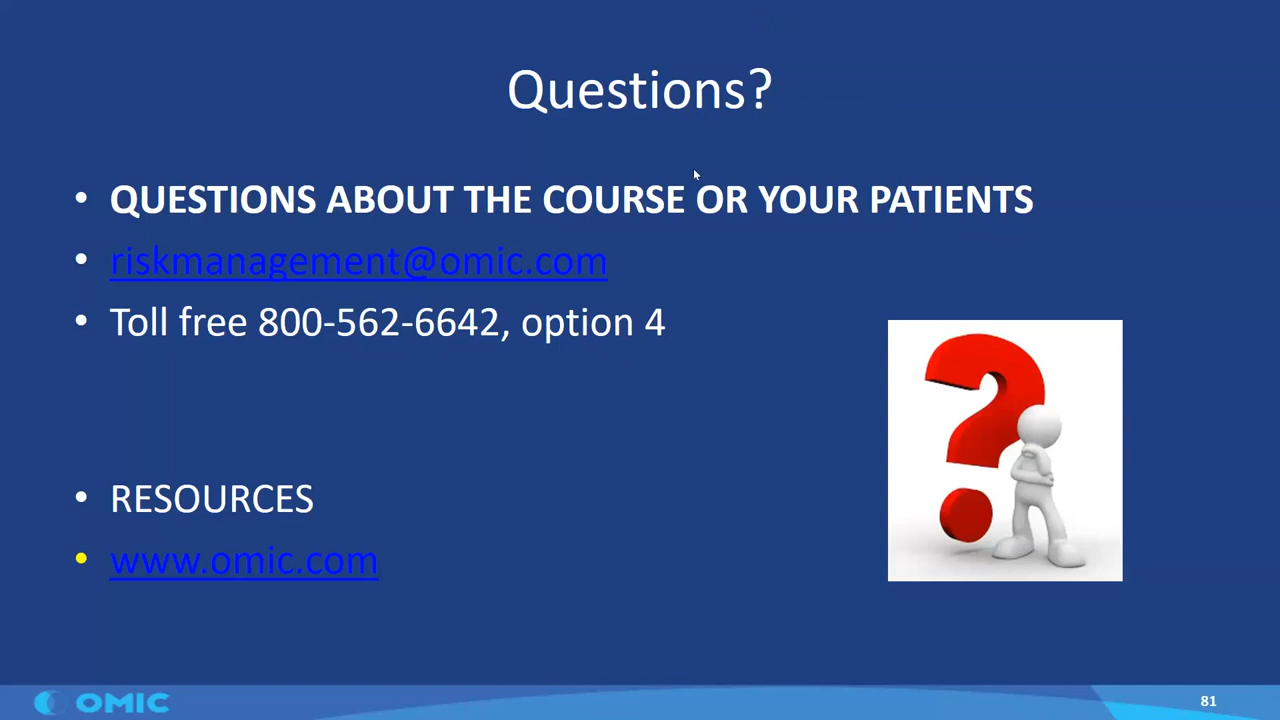 Questions?
• QUESTIONS ABOUT THE COURSE OR YOUR PATIENTS
• riskmanagement@omic.com
• Toll free 800-562-6642, option 4
• RESOURCES
• www.omic.com
OMIC
81